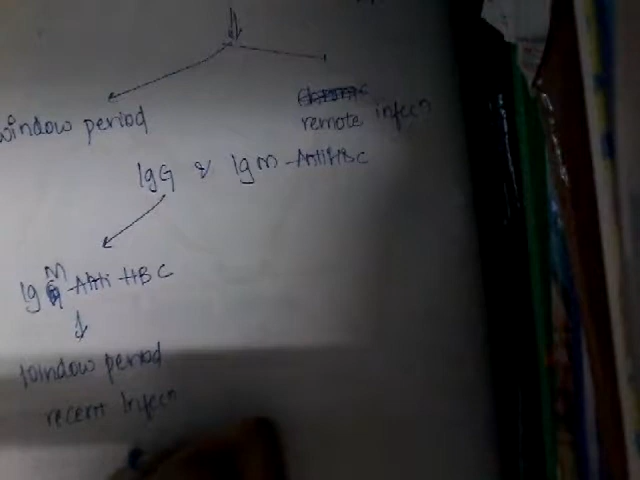 window period
remote infecn
IgG & IgM - AntiHBC
IgM - Anti - HBC
window period
recent Infecn